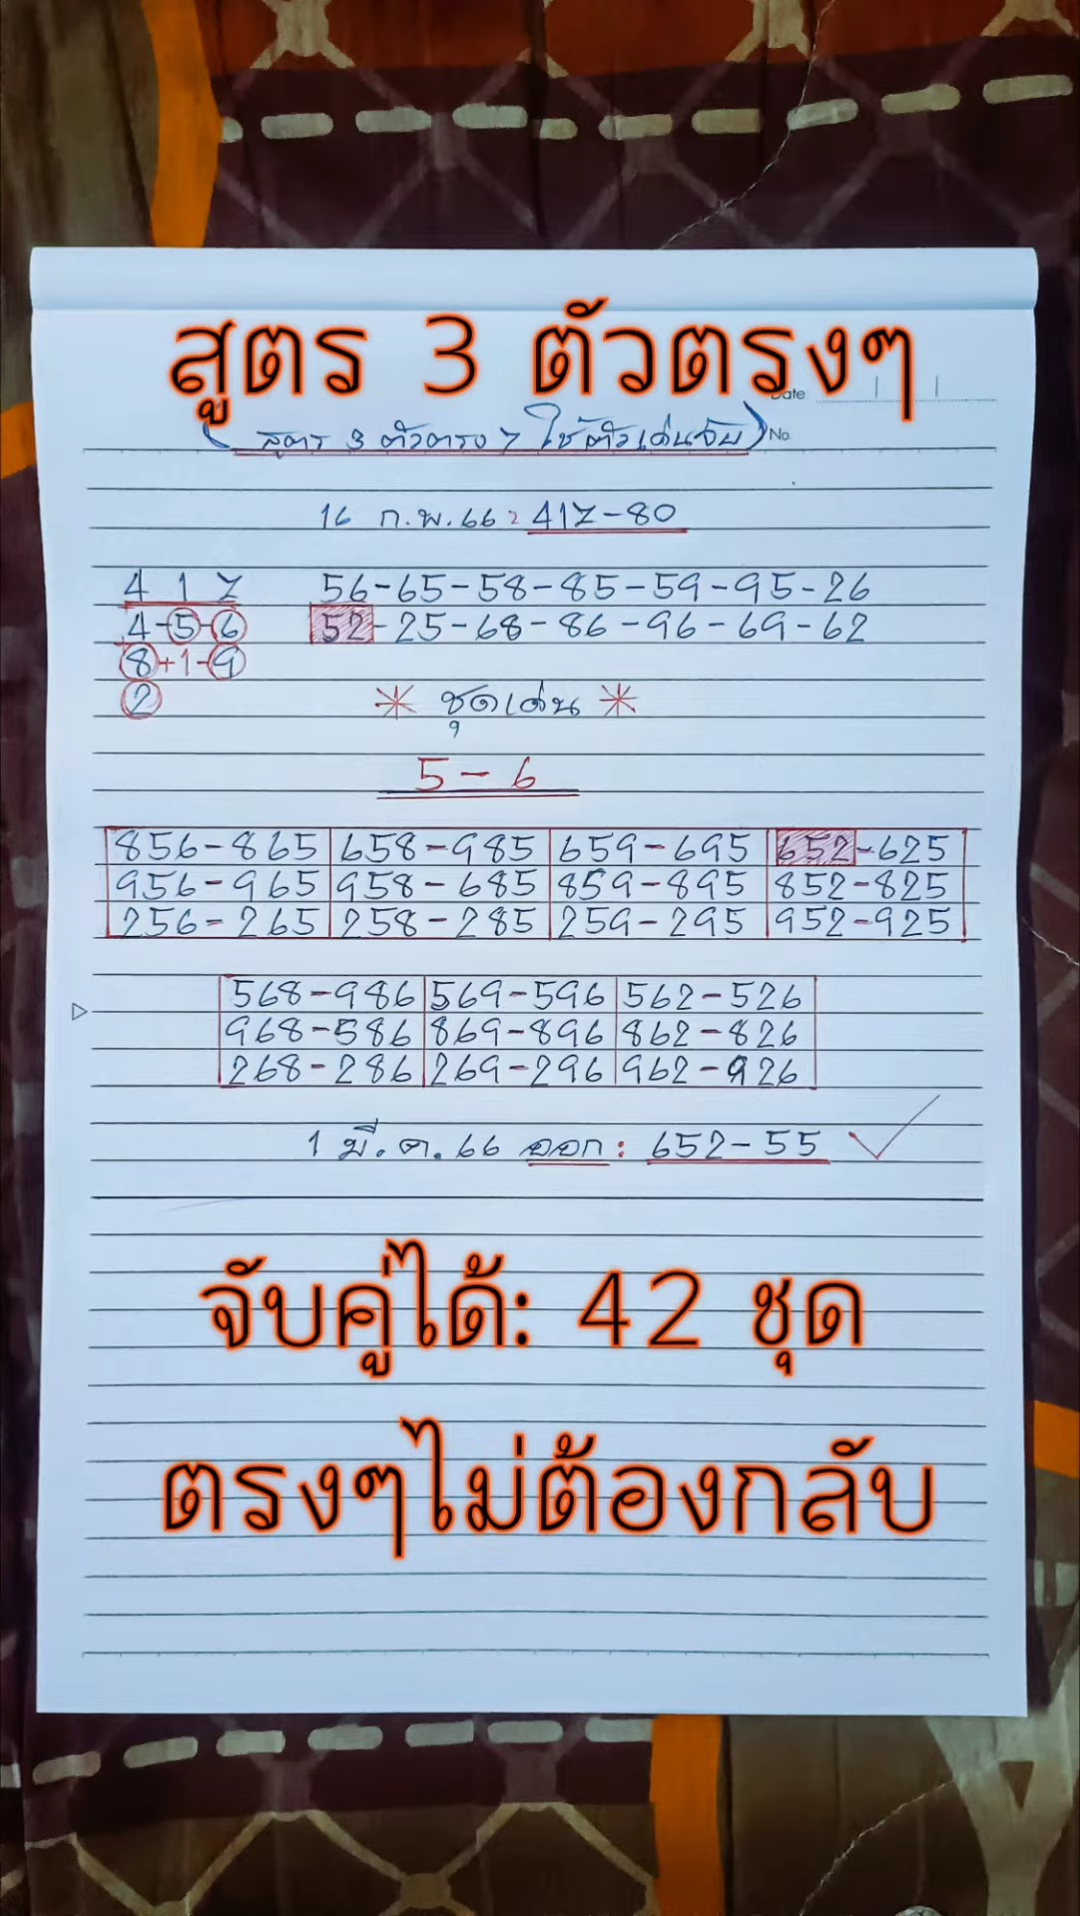 สูตร 3 ตัวตรงๆ
Date
(สูตร 3 ตัวตรงๆ ใช้ตัวเด่นจับ) No.
16 ก.พ.66 : 417-80
4 1 7 56-65-58-85-59-95-26
4-5-6 52-25-68-86-96-69-62
8+1-9
2 * ชุดเด่น *
5-6
856-865 658-985 659-695 652-625
956-965 958-685 859-895 852-825
256-265 258-285 259-295 952-925
568-986 569-596 562-526
968-586 869-896 862-826
268-286 269-296 962-926
1 มี.ค.66 ออก : 652-55 ✓
จับคู่ได้: 42 ชุด
ตรงๆไม่ต้องกลับ